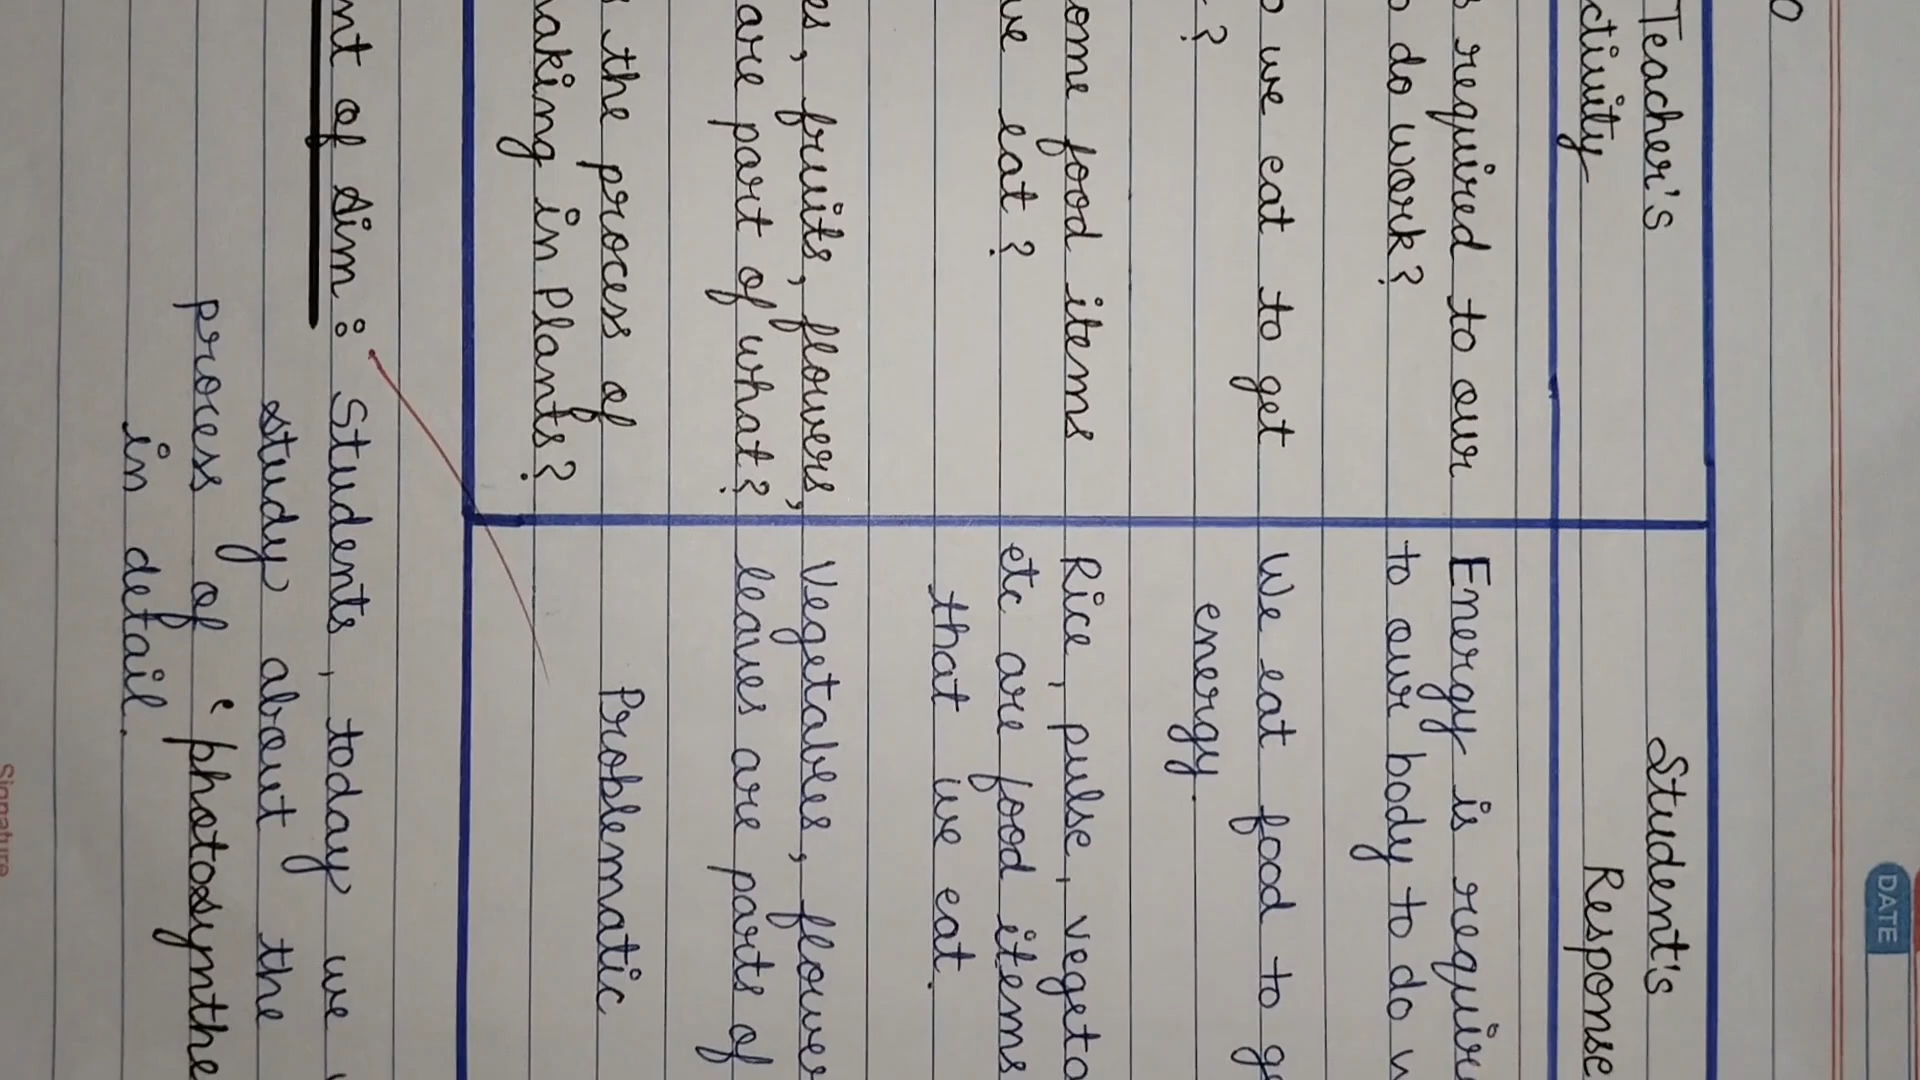 DATE
Teacher's Student's
ctivity Response
required to our Energy is
do work? to our body to do
we eat to get We eat food to
? energy.
ome food items Rice, pulse,
ve eat? etc are food items
that we eat.
es, fruits, flowers, Vegetables,
are part of what? leaves are parts of
the process of Problematic
aking in Plants?
nt of Aim : Students, today we
study about the
process of 'photosynthe
in detail.
Signature